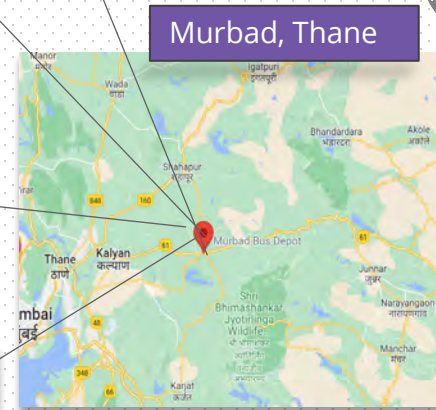 Murbad, Thane
Manor
मनोर
Igatpuri
इगतपुरी
Wada
वाडा
Bhandardara
भंडारदरा
Akole
अकोले
Shahapur
शहापूर
irar
848
160
Murbad Bus Depot
61
61
Thane
ठाणे
Kalyan
कल्याण
Junnar
जुन्नर
Shri
Bhimashankar
Jyotirlinga
Wildlife
Narayangaon
नारायणगांव
mbai
48
Manchar
मंचर
348
66
Karjat
कर्जत